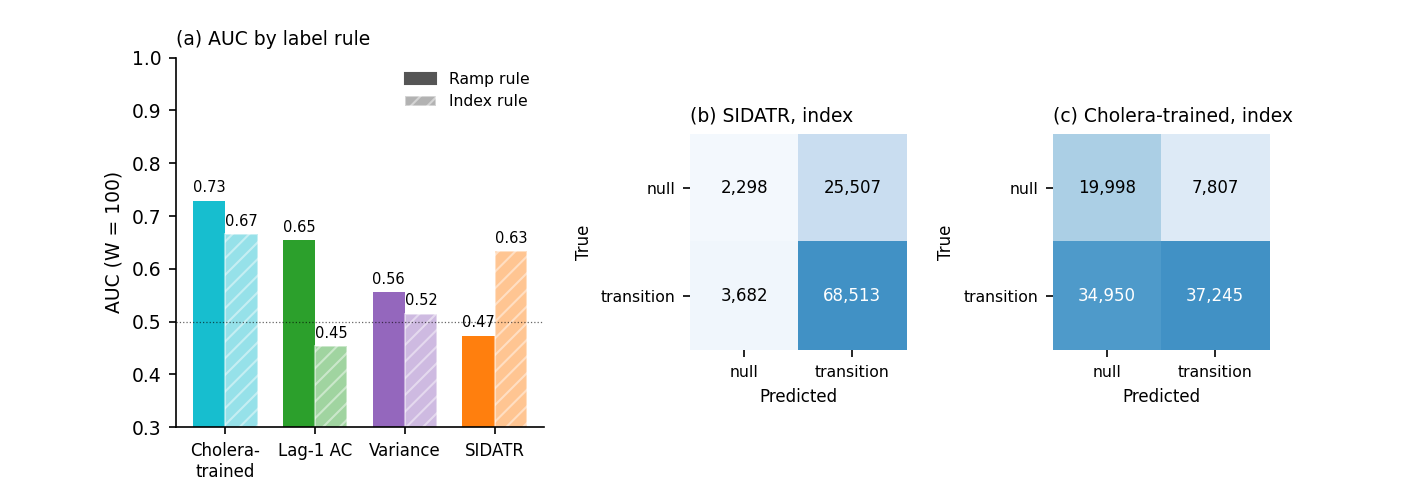 (a) AUC by label rule
AUC (W = 100)
1.0
0.9
0.8
0.7
0.6
0.5
0.4
0.3
Ramp rule
Index rule
0.73
0.67
0.65
0.45
0.56
0.52
0.47
0.63
Cholera-
trained
Lag-1 AC
Variance
SIDATR
(b) SIDATR, index
True
null
2,298
25,507
transition
3,682
68,513
null
transition
Predicted
(c) Cholera-trained, index
True
null
19,998
7,807
transition
34,950
37,245
null
transition
Predicted